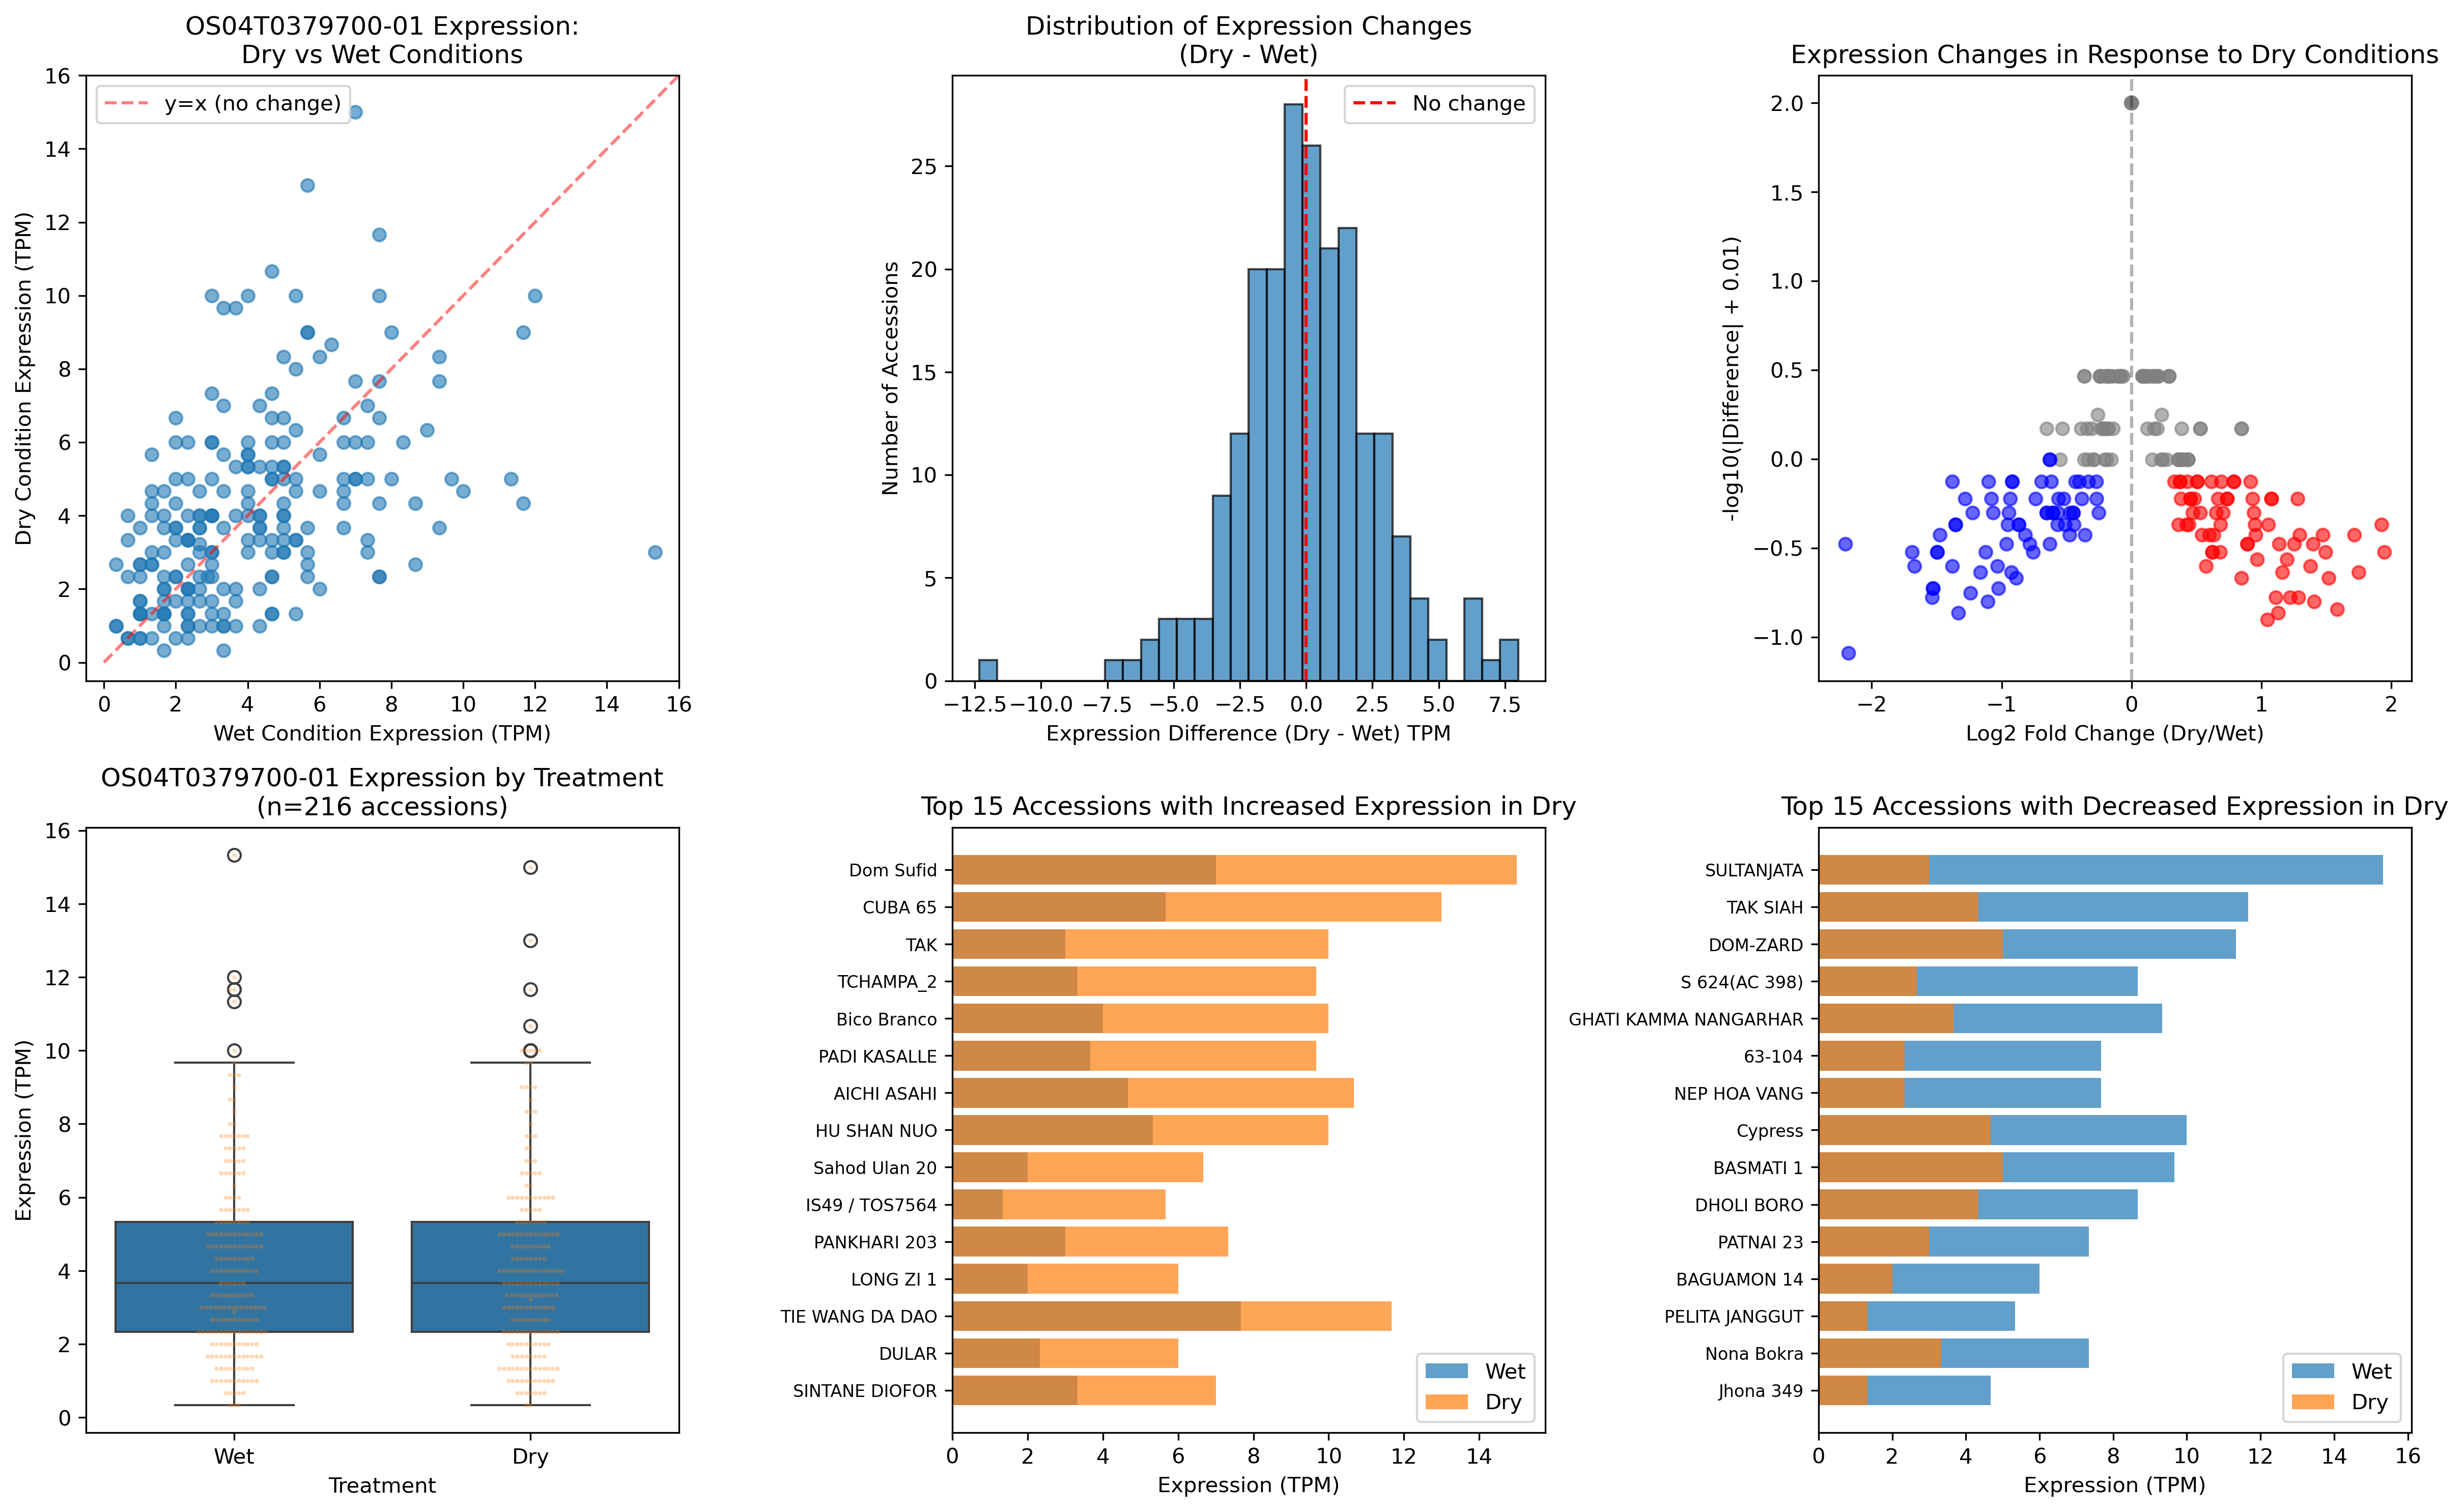 OS04T0379700-01 Expression:
Dry vs Wet Conditions
y=x (no change)
16
14
12
10
8
6
4
2
0
Dry Condition Expression (TPM)
0 2 4 6 8 10 12 14 16
Wet Condition Expression (TPM)
Distribution of Expression Changes
(Dry - Wet)
No change
25
20
15
10
5
0
Number of Accessions
−12.5 −10.0 −7.5 −5.0 −2.5 0.0 2.5 5.0 7.5
Expression Difference (Dry - Wet) TPM
Expression Changes in Response to Dry Conditions
2.0
1.5
1.0
0.5
0.0
−0.5
−1.0
-log10(|Difference| + 0.01)
−2 −1 0 1 2
Log2 Fold Change (Dry/Wet)
OS04T0379700-01 Expression by Treatment
(n=216 accessions)
16
14
12
10
8
6
4
2
0
Expression (TPM)
Wet Dry
Treatment
Top 15 Accessions with Increased Expression in Dry
Dom Sufid
CUBA 65
TAK
TCHAMPA_2
Bico Branco
PADI KASALLE
AICHI ASAHI
HU SHAN NUO
Sahod Ulan 20
IS49 / TOS7564
PANKHARI 203
LONG ZI 1
TIE WANG DA DAO
DULAR
SINTANE DIOFOR
Wet
Dry
0 2 4 6 8 10 12 14
Expression (TPM)
Top 15 Accessions with Decreased Expression in Dry
SULTANJATA
TAK SIAH
DOM-ZARD
S 624(AC 398)
GHATI KAMMA NANGARHAR
63-104
NEP HOA VANG
Cypress
BASMATI 1
DHOLI BORO
PATNAI 23
BAGUAMON 14
PELITA JANGGUT
Nona Bokra
Jhona 349
Wet
Dry
0 2 4 6 8 10 12 14 16
Expression (TPM)